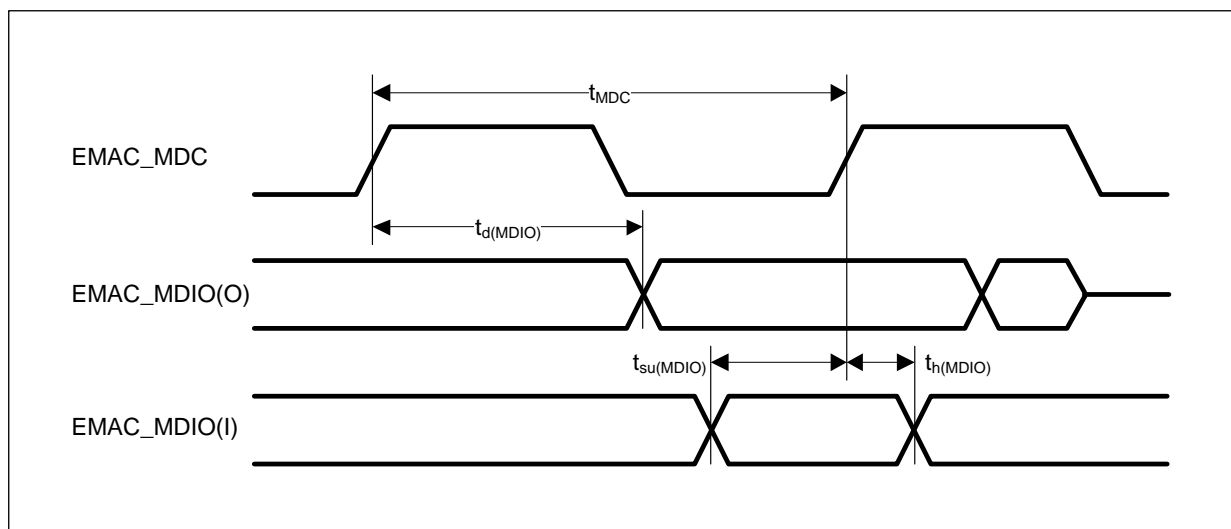 tMDC
EMAC_MDC
td(MDIO)
EMAC_MDIO(O)
tsu(MDIO)
th(MDIO)
EMAC_MDIO(I)